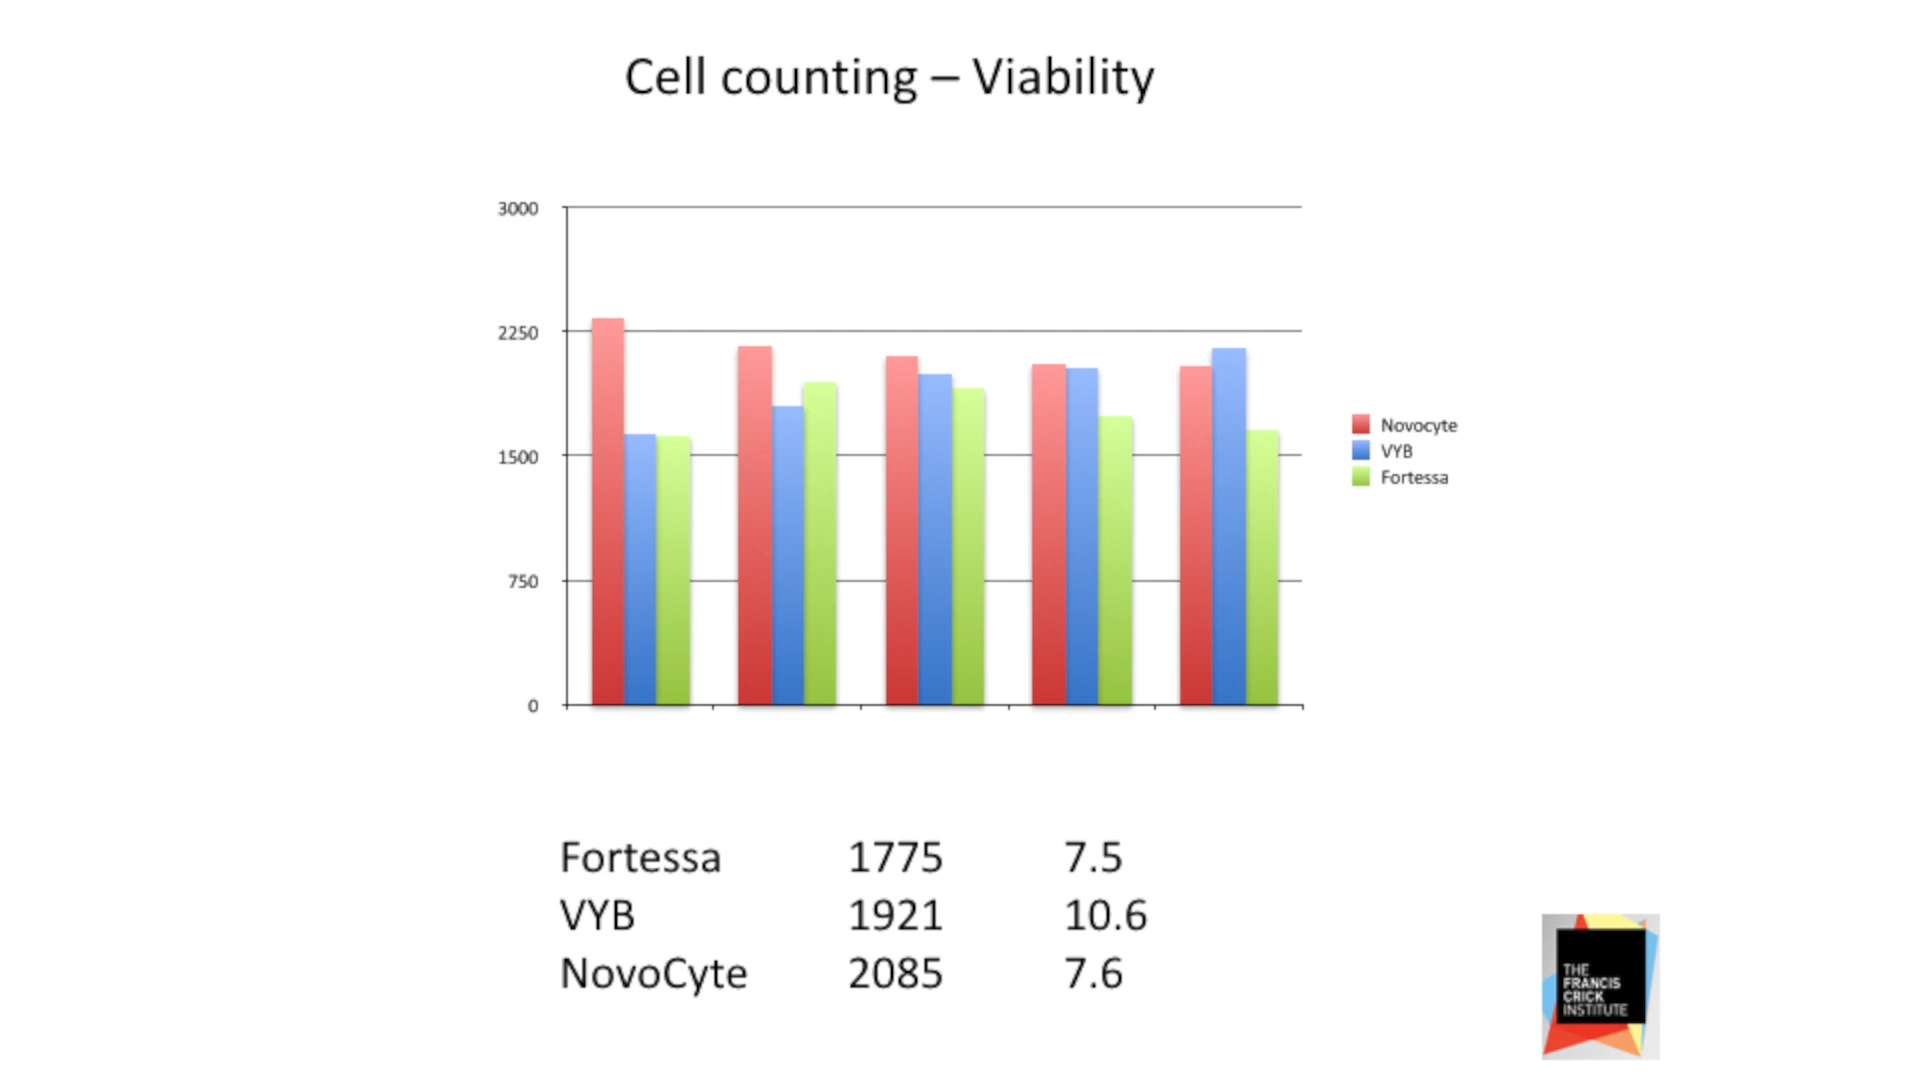 Cell counting – Viability
3000
2250
1500
750
0
Novocyte
VYB
Fortessa
Fortessa 1775 7.5
VYB 1921 10.6
NovoCyte 2085 7.6
THE
FRANCIS
CRICK
INSTITUTE